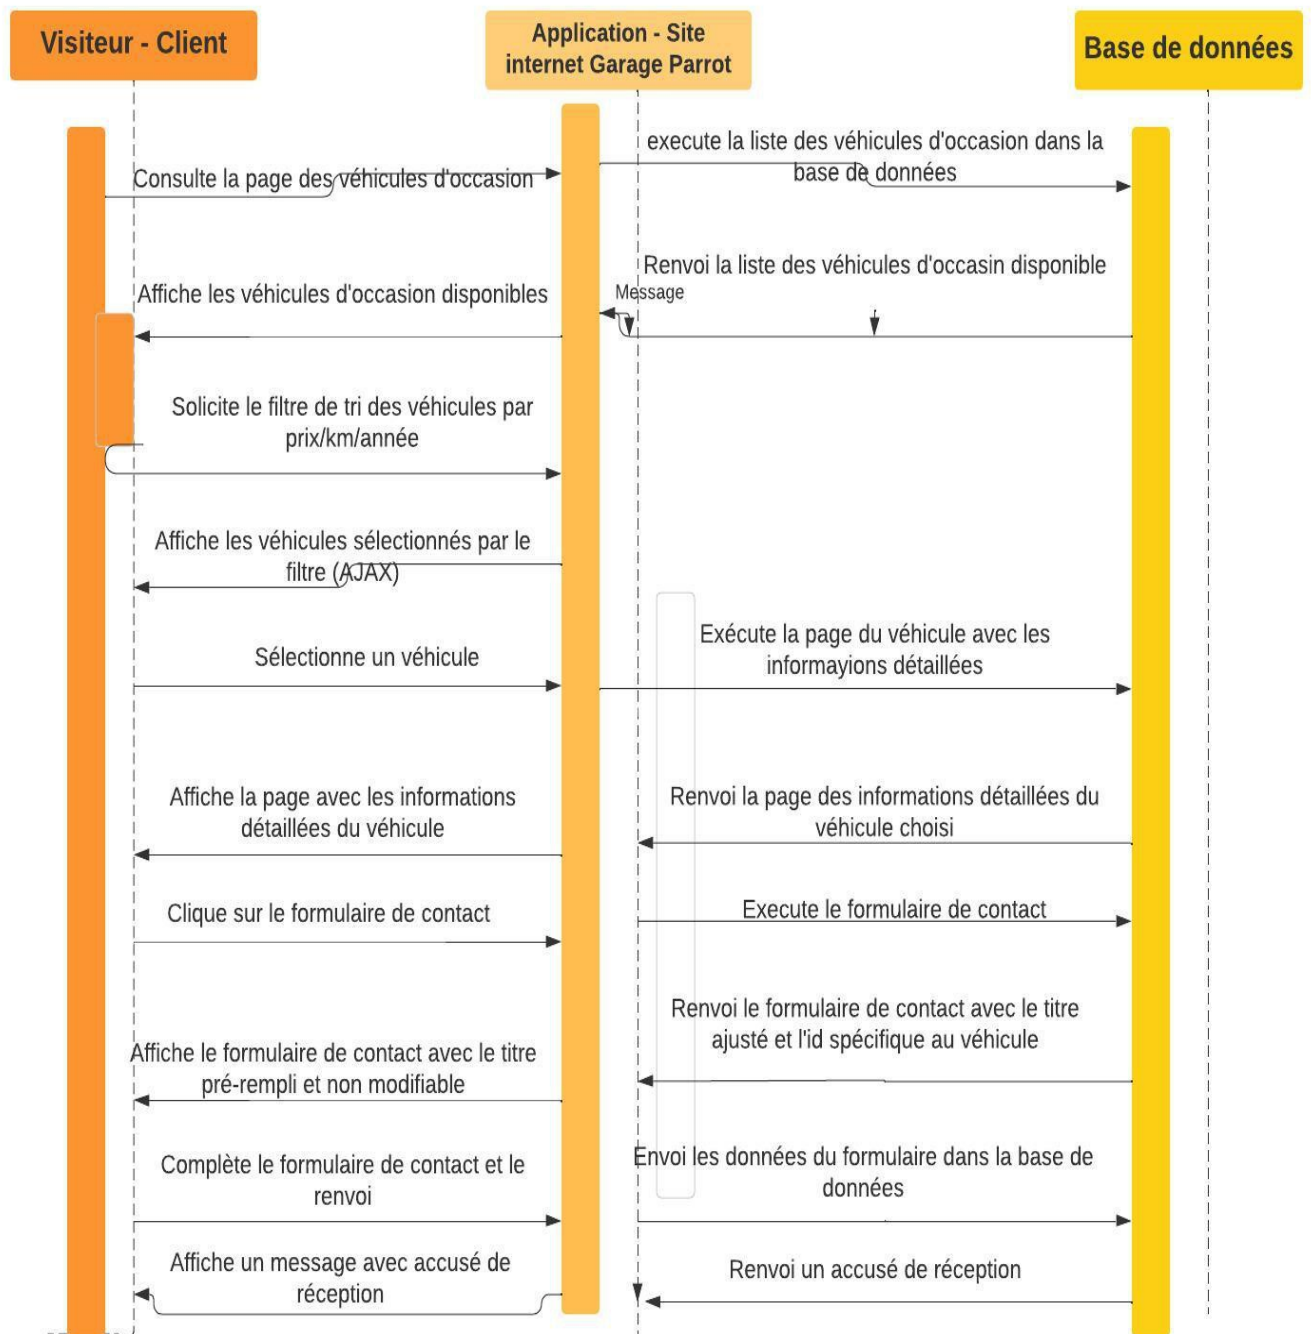 Visiteur - Client
Application - Site
internet Garage Parrot
Base de données
execute la liste des véhicules d'occasion dans la
base de données
Consulte la page des véhicules d'occasion
Renvoi la liste des véhicules d'occasin disponible
Affiche les véhicules d'occasion disponibles
Message
Solicite le filtre de tri des véhicules par
prix/km/année
Affiche les véhicules sélectionnés par le
filtre (AJAX)
Exécute la page du véhicule avec les
informayions détaillées
Sélectionne un véhicule
Affiche la page avec les informations
détaillées du véhicule
Renvoi la page des informations détaillées du
véhicule choisi
Clique sur le formulaire de contact
Execute le formulaire de contact
Renvoi le formulaire de contact avec le titre
ajusté et l'id spécifique au véhicule
Affiche le formulaire de contact avec le titre
pré-rempli et non modifiable
Complète le formulaire de contact et le
renvoi
Envoi les données du formulaire dans la base de
données
Affiche un message avec accusé de
réception
Renvoi un accusé de réception